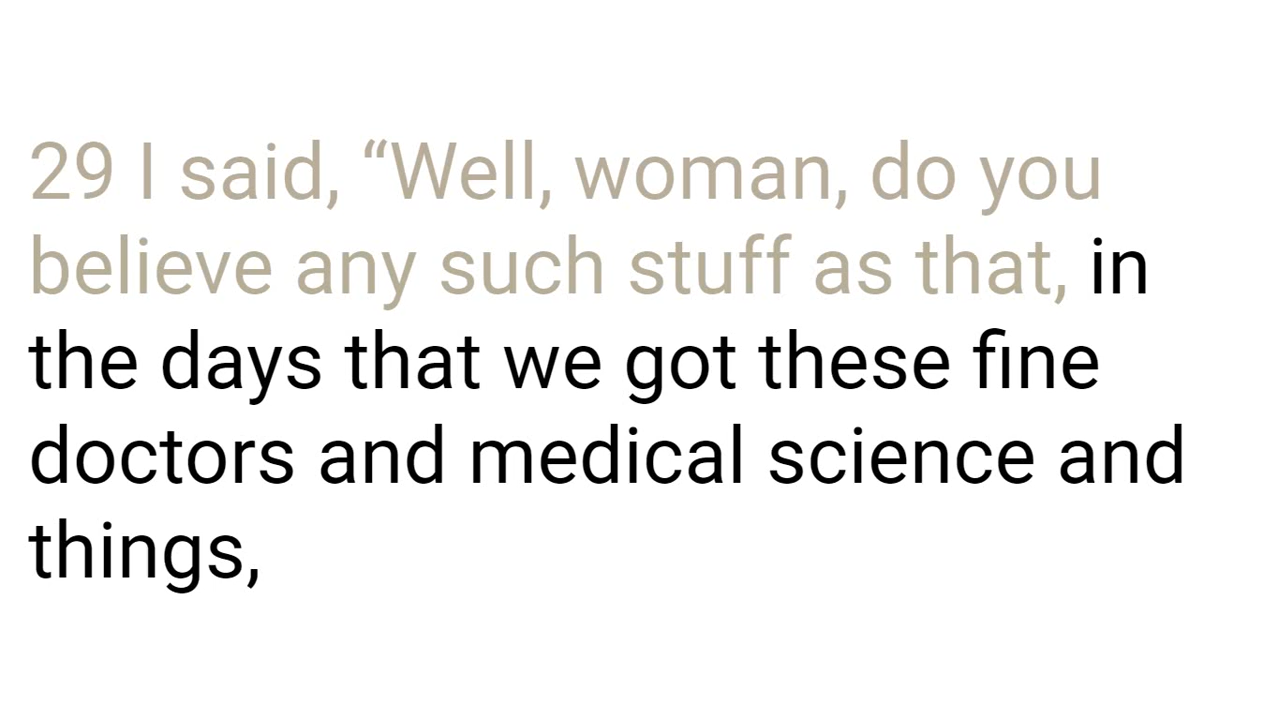 29 I said, “Well, woman, do you
believe any such stuff as that, in
the days that we got these fine
doctors and medical science and
things,